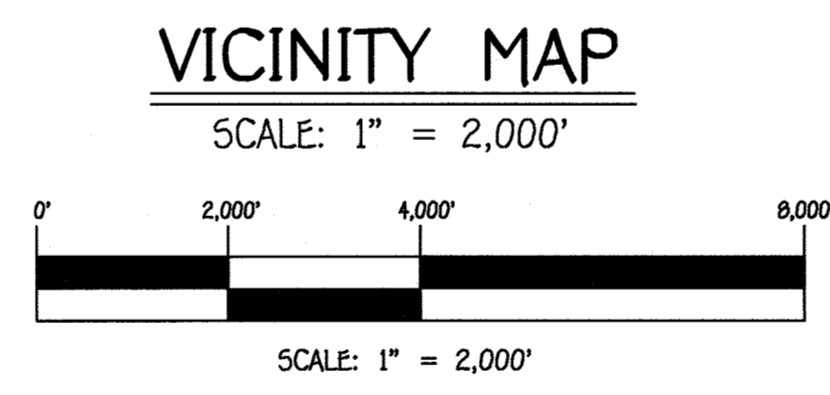 VICINITY MAP
SCALE: 1" = 2,000'
0' 2,000' 4,000' 8,000
SCALE: 1" = 2,000'